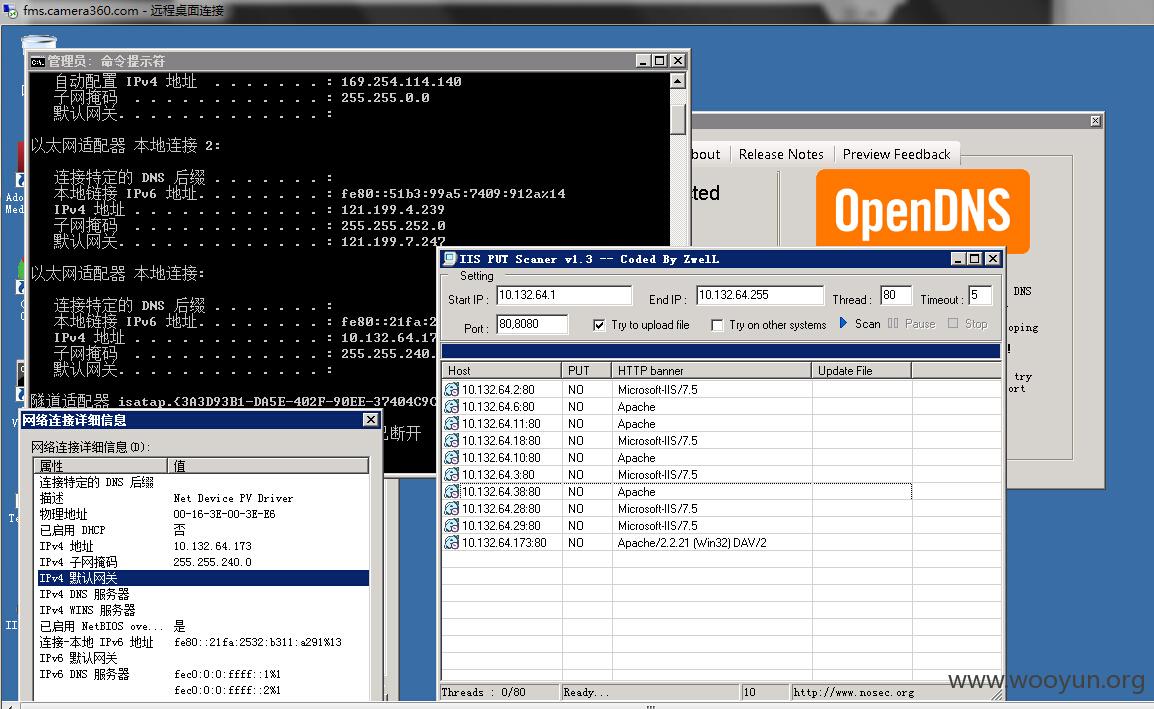 fms.camera360.com - 远程桌面连接
管理员: 命令提示符
自动配置 IPv4 地址 . . . . . . . : 169.254.114.140
子网掩码 . . . . . . . . . . . . : 255.255.0.0
默认网关. . . . . . . . . . . . . :
以太网适配器 本地连接 2:
连接特定的 DNS 后缀 . . . . . . . :
本地链接 IPv6 地址. . . . . . . . : fe80::51b3:99a5:7409:912a%14
IPv4 地址 . . . . . . . . . . . . : 121.199.4.239
子网掩码 . . . . . . . . . . . . : 255.255.252.0
默认网关. . . . . . . . . . . . . : 121.199.7.247
以太网适配器 本地连接:
连接特定的 DNS 后缀 . . . . . . . :
本地链接 IPv6 地址. . . . . . . . : fe80::21fa:2
IPv4 地址 . . . . . . . . . . . . : 10.132.64.17
子网掩码 . . . . . . . . . . . . : 255.255.240.
默认网关. . . . . . . . . . . . . :
隧道适配器 isatap.{3A3D93B1-DA5E-402F-90EE-37404C9C
已断开
bout
Release Notes
Preview Feedback
ted
OpenDNS
DNS
oping
!
try
ort
Ado
Med
II
IIS PUT Scaner v1.3 -- Coded By ZwelL
Setting
Start IP : 10.132.64.1 End IP : 10.132.64.255 Thread : 80 Timeout : 5
Port : 80,8080 Try to upload file Try on other systems Scan Pause Stop
Host PUT HTTP banner Update File
10.132.64.2:80 NO Microsoft-IIS/7.5
10.132.64.6:80 NO Apache
10.132.64.11:80 NO Apache
10.132.64.18:80 NO Microsoft-IIS/7.5
10.132.64.10:80 NO Apache
10.132.64.3:80 NO Microsoft-IIS/7.5
10.132.64.38:80 NO Apache
10.132.64.28:80 NO Microsoft-IIS/7.5
10.132.64.29:80 NO Microsoft-IIS/7.5
10.132.64.173:80 NO Apache/2.2.21 (Win32) DAV/2
Threads : 0/80 Ready... 10 http://www.nosec.org
网络连接详细信息
网络连接详细信息(D):
属性 值
连接特定的 DNS 后缀
描述 Net Device PV Driver
物理地址 00-16-3E-00-3E-E6
已启用 DHCP 否
IPv4 地址 10.132.64.173
IPv4 子网掩码 255.255.240.0
IPv4 默认网关
IPv4 DNS 服务器
IPv4 WINS 服务器
已启用 NetBIOS ove... 是
连接-本地 IPv6 地址 fe80::21fa:2532:b311:a291%13
IPv6 默认网关
IPv6 DNS 服务器 fec0:0:0:ffff::1%1
fec0:0:0:ffff::2%1
www.wooyun.org